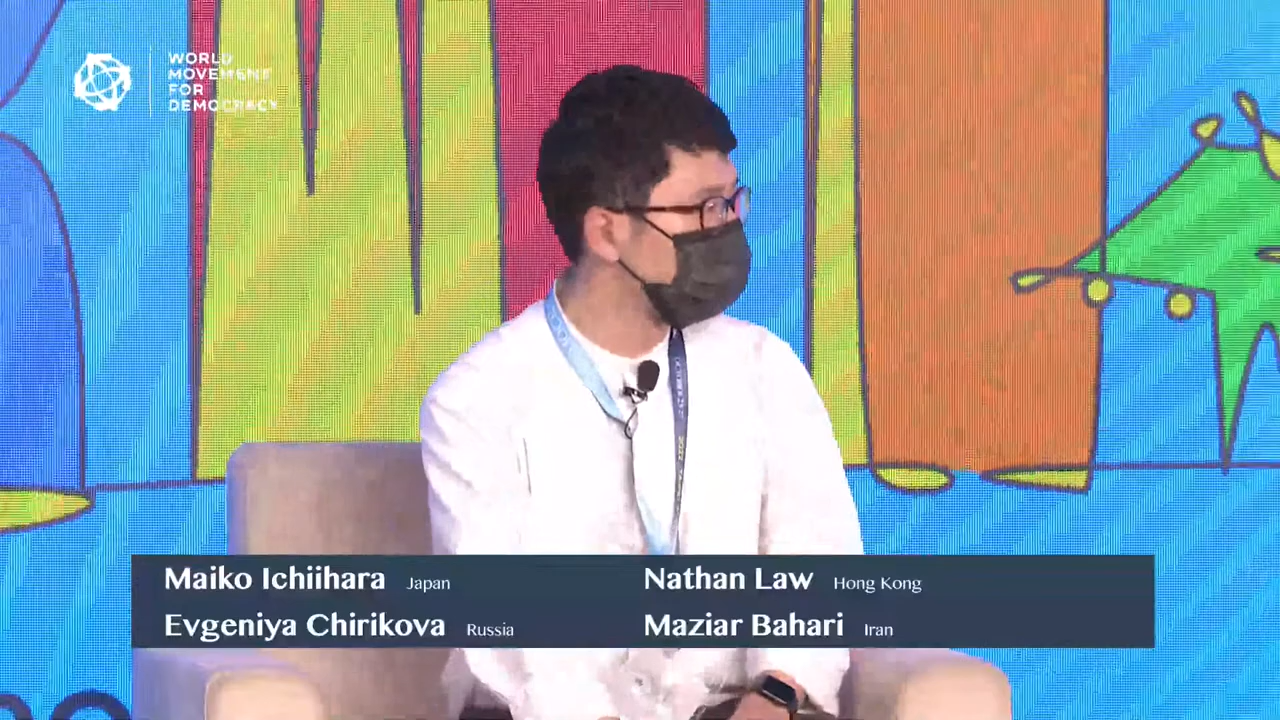 WORLD
MOVEMENT
FOR
DEMOCRACY
Maiko Ichiihara Japan
Nathan Law Hong Kong
Evgeniya Chirikova Russia
Maziar Bahari Iran